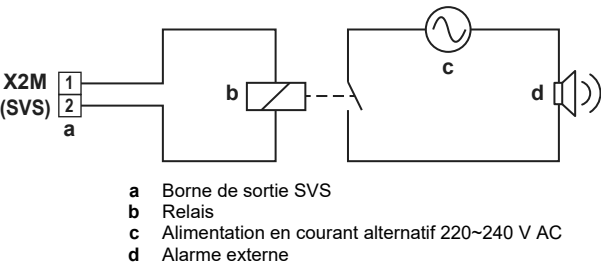 c
X2M 1
b d
(SVS) 2
a
a Borne de sortie SVS
b Relais
c Alimentation en courant alternatif 220~240 V AC
d Alarme externe